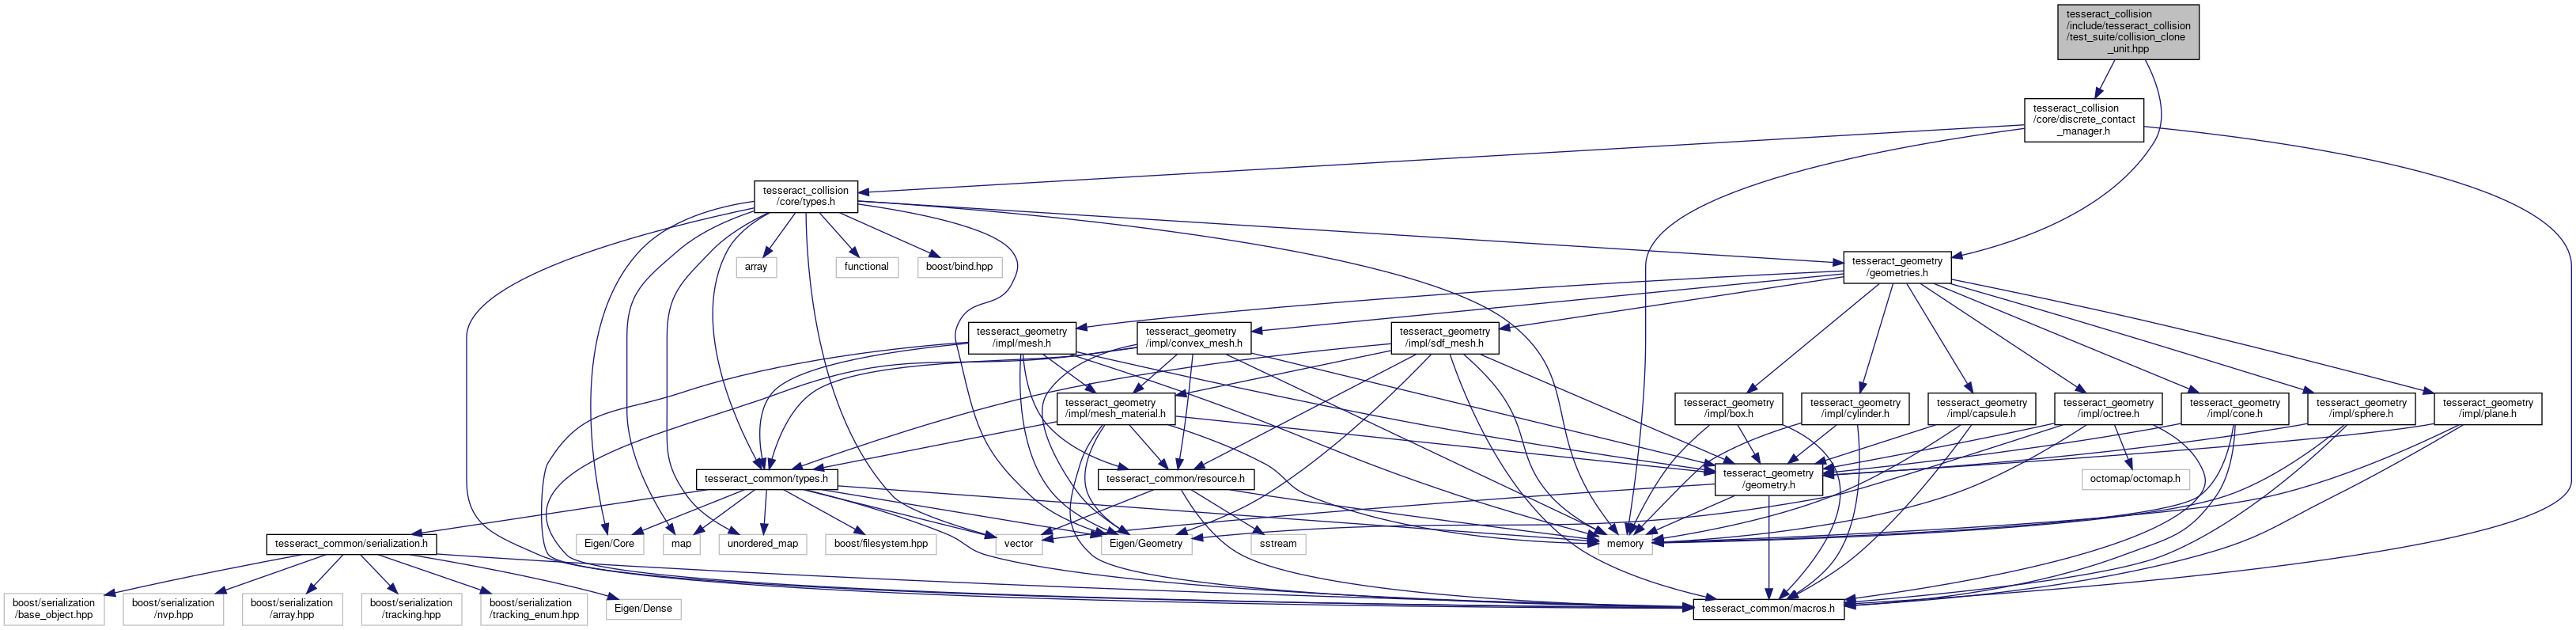 tesseract_collision
/include/tesseract_collision
/test_suite/collision_clone
_unit.hpp
tesseract_collision
/core/discrete_contact
_manager.h
tesseract_collision
/core/types.h
array
functional
boost/bind.hpp
tesseract_geometry
/geometries.h
tesseract_geometry
/impl/mesh.h
tesseract_geometry
/impl/convex_mesh.h
tesseract_geometry
/impl/sdf_mesh.h
tesseract_geometry
/impl/mesh_material.h
tesseract_geometry
/impl/box.h
tesseract_geometry
/impl/cylinder.h
tesseract_geometry
/impl/capsule.h
tesseract_geometry
/impl/octree.h
tesseract_geometry
/impl/cone.h
tesseract_geometry
/impl/sphere.h
tesseract_geometry
/impl/plane.h
tesseract_common/types.h
tesseract_common/resource.h
tesseract_geometry
/geometry.h
octomap/octomap.h
tesseract_common/serialization.h
Eigen/Core
map
unordered_map
boost/filesystem.hpp
vector
Eigen/Geometry
sstream
memory
boost/serialization
/base_object.hpp
boost/serialization
/nvp.hpp
boost/serialization
/array.hpp
boost/serialization
/tracking.hpp
boost/serialization
/tracking_enum.hpp
Eigen/Dense
tesseract_common/macros.h